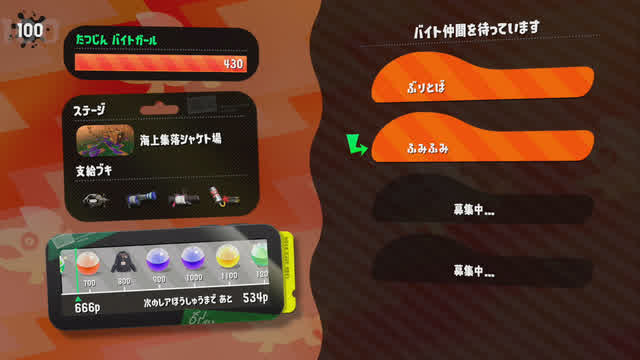 100
たつじん バイトガール
430
ステージ
海上集落シャケト場
支給ブキ
700 800 900 1000 1100
666p 次のレアほうしゅうまで あと 534p
バイト仲間を待っています
ぶりとば
ふみふみ
募集中...
募集中...